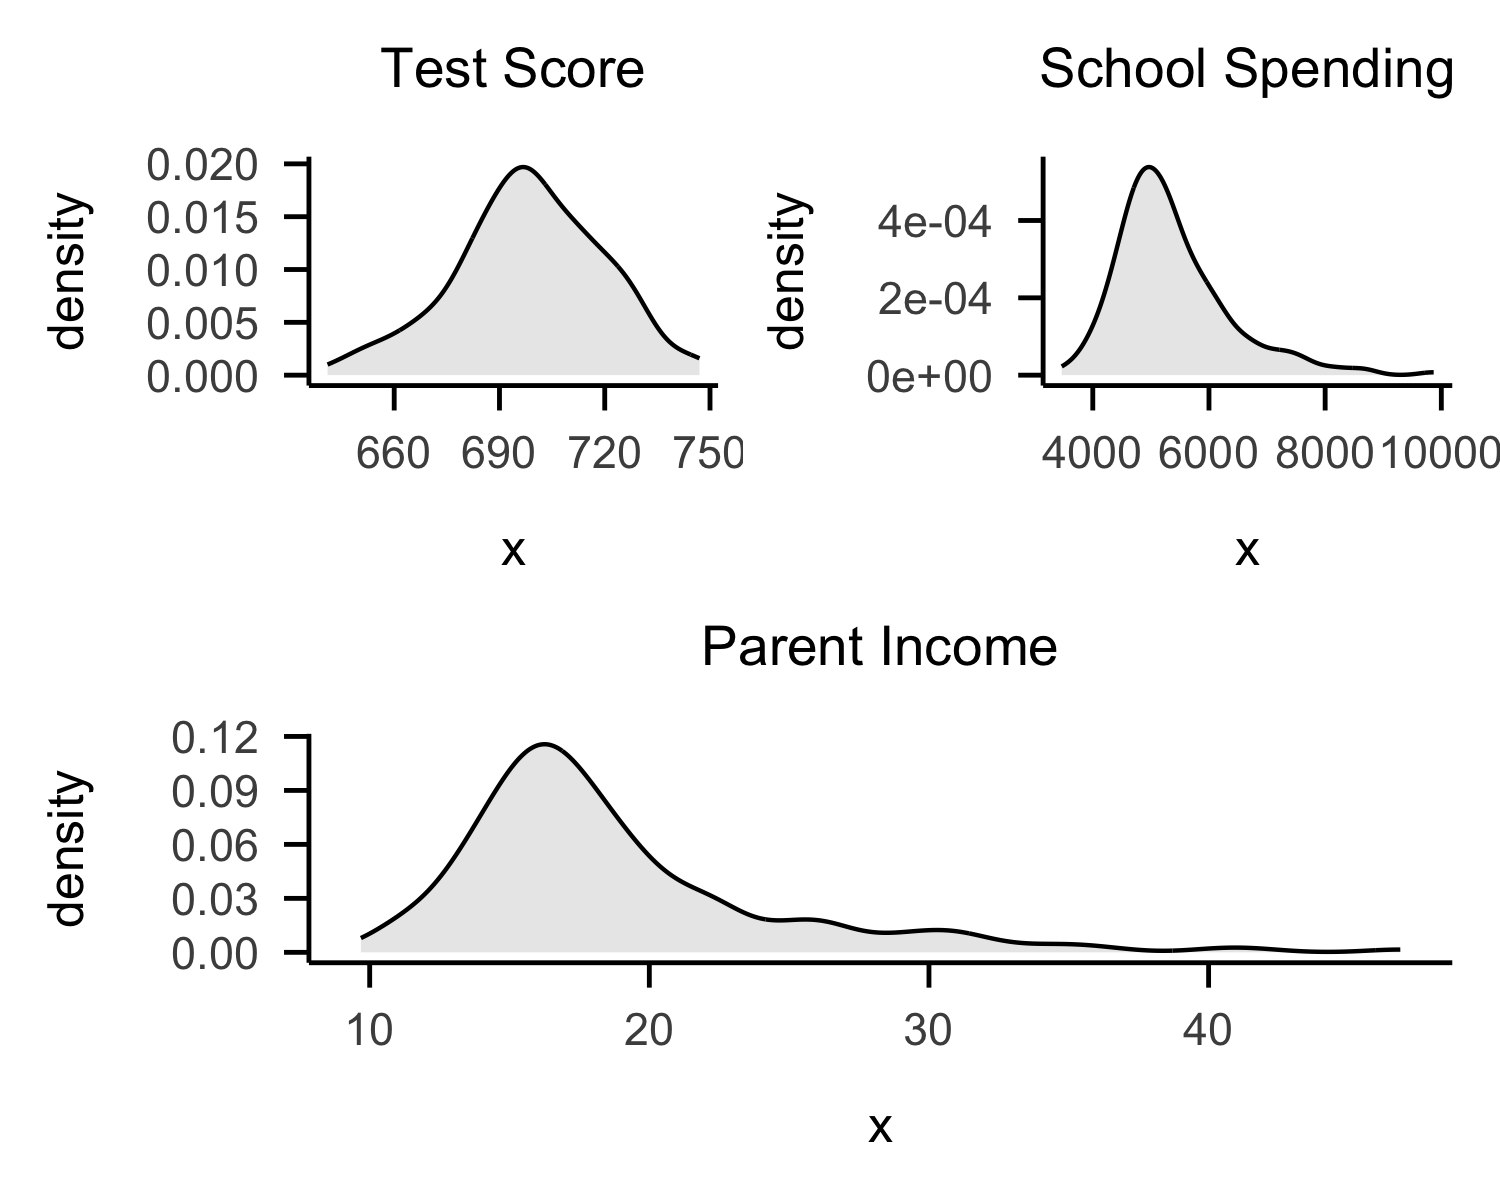 Test Score
density
0.020
0.015
0.010
0.005
0.000
660 690 720 750
x
School Spending
density
4e-04
2e-04
0e+00
4000 6000 8000 10000
x
Parent Income
density
0.12
0.09
0.06
0.03
0.00
10 20 30 40
x